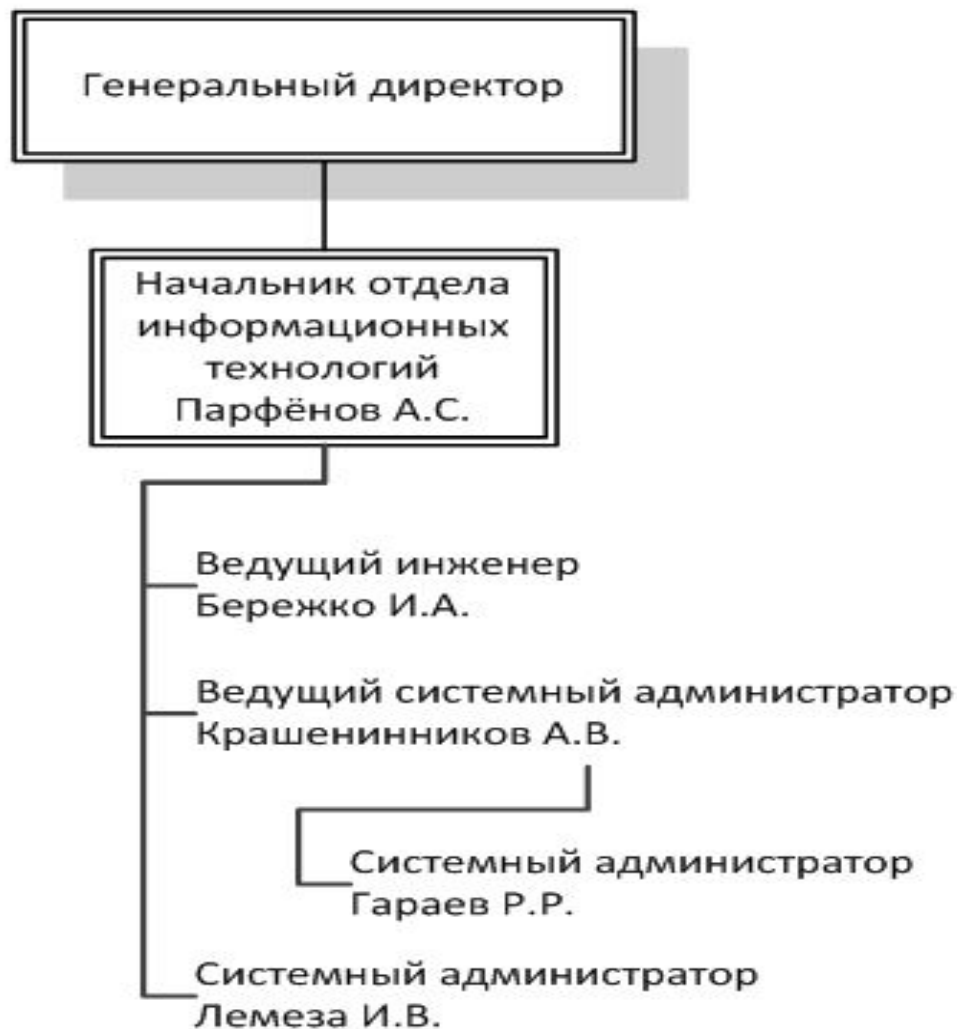 Генеральный директор
Начальник отдела
информационных
технологий
Парфёнов А.С.
Ведущий инженер
Бережко И.А.
Ведущий системный администратор
Крашенинников А.В.
Системный администратор
Гараев Р.Р.
Системный администратор
Лемеза И.В.